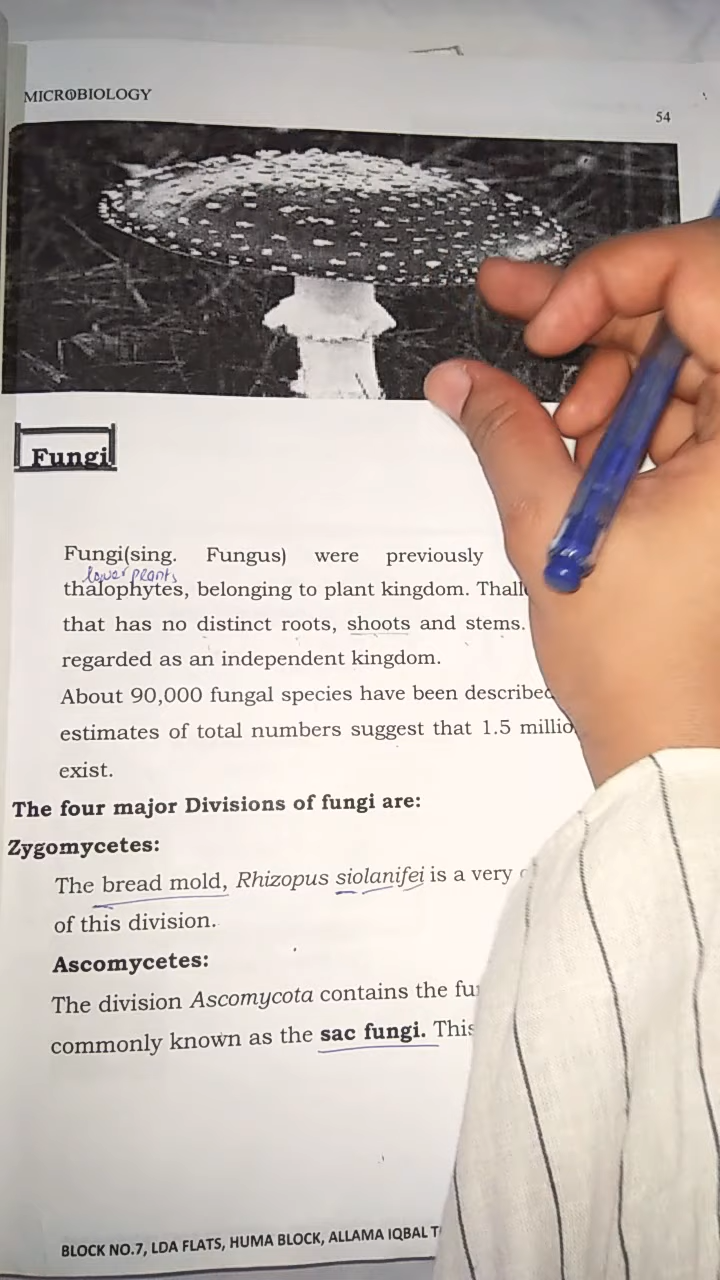 MICROBIOLOGY
54
Fungi
Fungi(sing. Fungus) were previously
lower plants
thalophytes, belonging to plant kingdom.
that has no distinct roots, shoots and stems.
regarded as an independent kingdom.
About 90,000 fungal species have been
estimates of total numbers suggest that 1.5
exist.
The four major Divisions of fungi are:
Zygomycetes:
The bread mold, Rhizopus siolanifei is a very
of this division.
Ascomycetes:
The division Ascomycota contains the
commonly known as the sac fungi. This
BLOCK NO.7, LDA FLATS, HUMA BLOCK, ALLAMA IQBAL